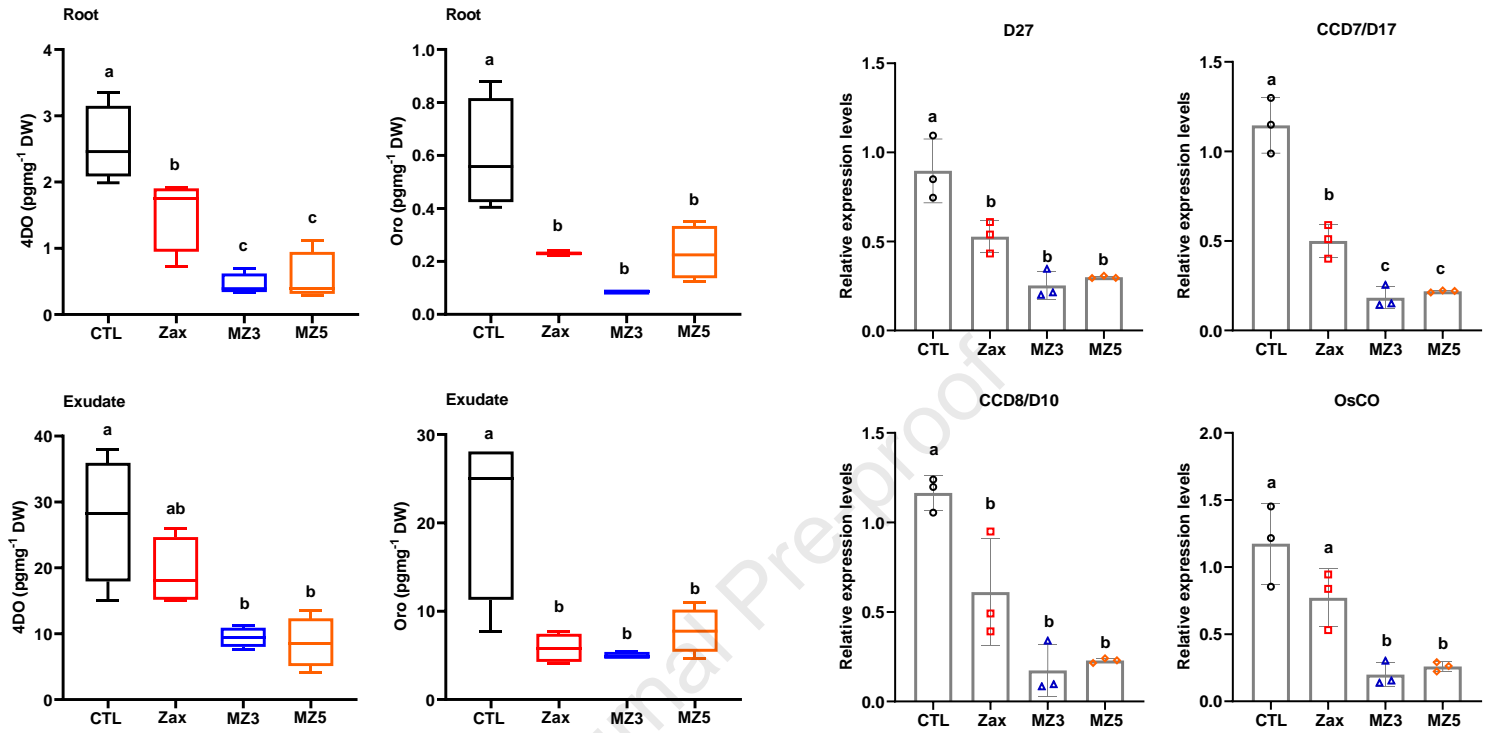 Root
4DO (pgmg⁻¹ DW)
4
3
2
1
0
a
b
c
c
CTL
Zax
MZ3
MZ5
Root
Oro (pgmg⁻¹ DW)
1.0
0.8
0.6
0.4
0.2
0.0
a
b
b
b
CTL
Zax
MZ3
MZ5
D27
Relative expression levels
1.5
1.0
0.5
0.0
a
b
b
b
CTL
Zax
MZ3
MZ5
CCD7/D17
Relative expression levels
1.5
1.0
0.5
0.0
a
b
c
c
CTL
Zax
MZ3
MZ5
Exudate
4DO (pgmg⁻¹ DW)
40
30
20
10
0
a
ab
b
b
CTL
Zax
MZ3
MZ5
Exudate
Oro (pgmg⁻¹ DW)
30
20
10
0
a
b
b
b
CTL
Zax
MZ3
MZ5
CCD8/D10
Relative expression levels
1.5
1.0
0.5
0.0
a
b
b
b
CTL
Zax
MZ3
MZ5
OsCO
Relative expression levels
2.0
1.5
1.0
0.5
0.0
a
a
b
b
CTL
Zax
MZ3
MZ5
rnal Pre-proof